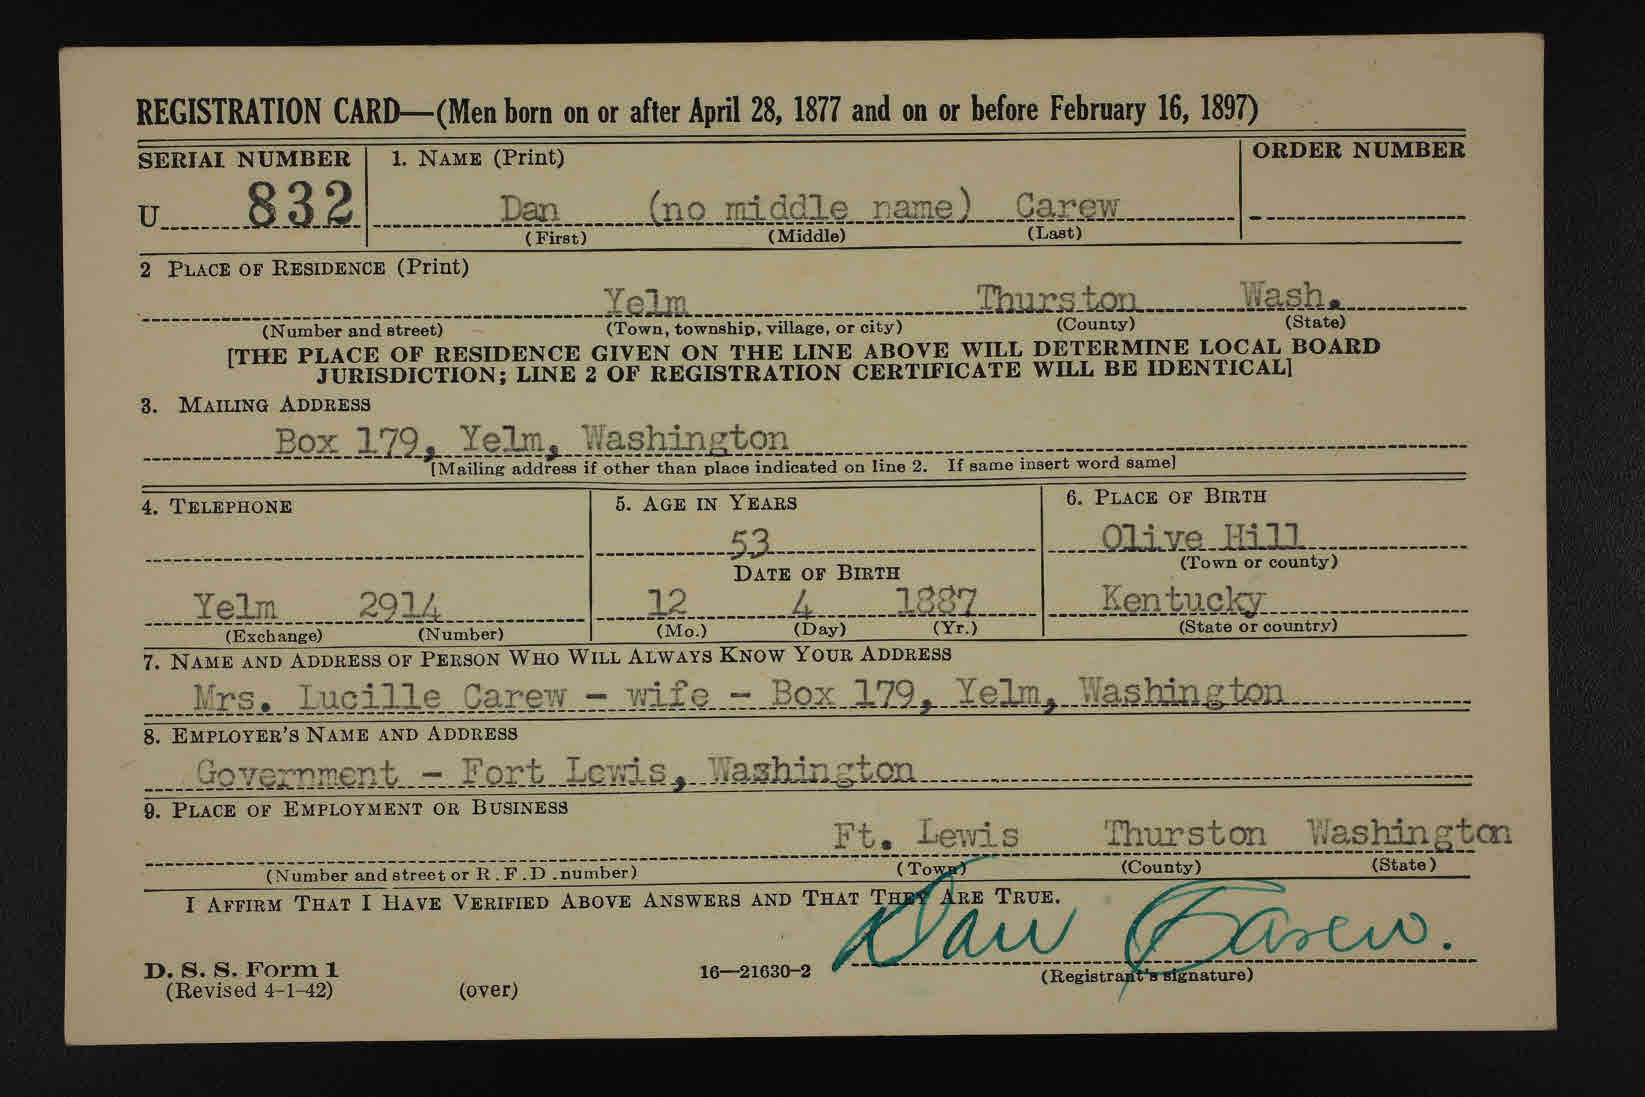 REGISTRATION CARD—(Men born on or after April 28, 1877 and on or before February 16, 1897)
SERIAL NUMBER 1. NAME (Print) ORDER NUMBER
U 832 Dan (no middle name) Carew
(First) (Middle) (Last)
2 PLACE OF RESIDENCE (Print)
Yelm Thurston Wash.
(Number and street) (Town, township, village, or city) (County) (State)
[THE PLACE OF RESIDENCE GIVEN ON THE LINE ABOVE WILL DETERMINE LOCAL BOARD
JURISDICTION; LINE 2 OF REGISTRATION CERTIFICATE WILL BE IDENTICAL]
3. MAILING ADDRESS
Box 179, Yelm, Washington
[Mailing address if other than place indicated on line 2. If same insert word same]
4. TELEPHONE 5. AGE IN YEARS 6. PLACE OF BIRTH
53 Olive Hill
DATE OF BIRTH (Town or county)
Yelm 2914 12 4 1887 Kentucky
(Exchange) (Number) (Mo.) (Day) (Yr.) (State or country)
7. NAME AND ADDRESS OF PERSON WHO WILL ALWAYS KNOW YOUR ADDRESS
Mrs. Lucille Carew - wife - Box 179, Yelm, Washington
8. EMPLOYER'S NAME AND ADDRESS
Government - Fort Lewis, Washington
9. PLACE OF EMPLOYMENT OR BUSINESS
Ft. Lewis Thurston Washington
(Number and street or R.F.D. number) (Town) (County) (State)
I AFFIRM THAT I HAVE VERIFIED ABOVE ANSWERS AND THAT THEY ARE TRUE.
Dan Carew.
D. S. S. Form 1 16—21630-2 (Registrant's signature)
(Revised 4-1-42) (over)